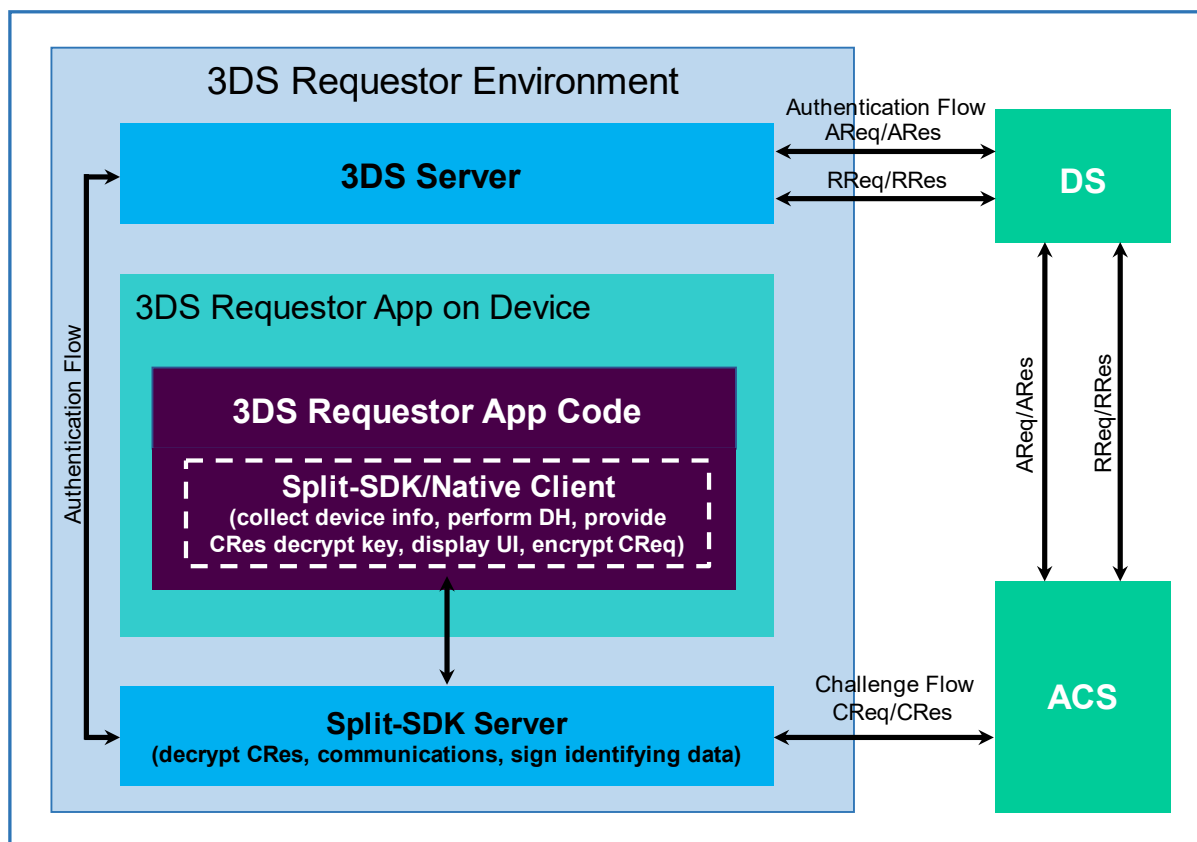 3DS Requestor Environment
Authentication Flow
AReq/ARes
3DS Server
RReq/RRes
DS
3DS Requestor App on Device
Authentication Flow
3DS Requestor App Code
AReq/ARes
RReq/RRes
Split-SDK/Native Client
(collect device info, perform DH, provide
CRes decrypt key, display UI, encrypt CReq)
Challenge Flow
CReq/CRes
ACS
Split-SDK Server
(decrypt CRes, communications, sign identifying data)